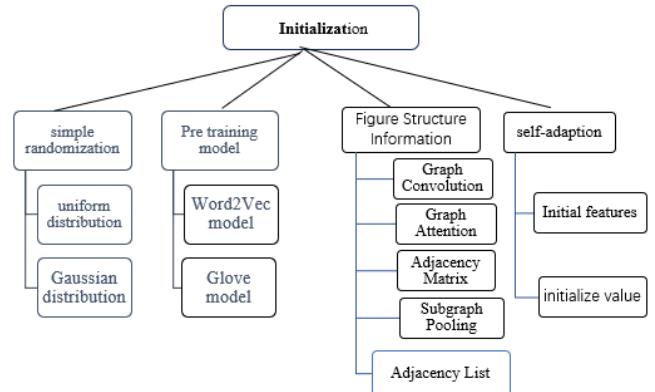 Initialization
simple
randomization
uniform
distribution
Gaussian
distribution
Pre training
model
Word2Vec
model
Glove
model
Figure Structure
Information
Graph
Convolution
Graph
Attention
Adjacency
Matrix
Subgraph
Pooling
Adjacency List
self-adaption
Initial features
initialize value